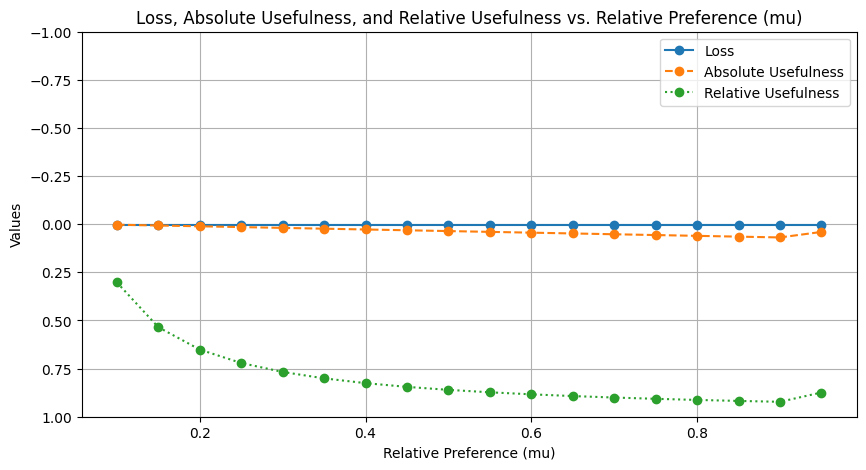 Loss, Absolute Usefulness, and Relative Usefulness vs. Relative Preference (mu)
Loss
Absolute Usefulness
Relative Usefulness
Values
−1.00
−0.75
−0.50
−0.25
0.00
0.25
0.50
0.75
1.00
0.2
0.4
0.6
0.8
Relative Preference (mu)